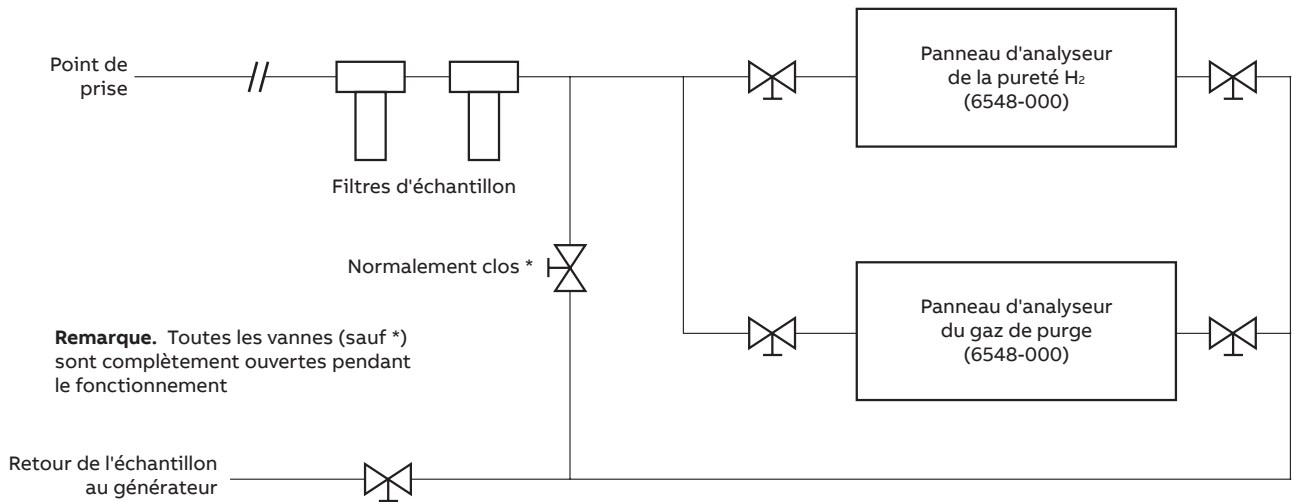 Point de
prise
Filtres d'échantillon
Panneau d'analyseur
de la pureté H₂
(6548-000)
Normalement clos *
Panneau d'analyseur
du gaz de purge
(6548-000)
Remarque. Toutes les vannes (sauf *)
sont complètement ouvertes pendant
le fonctionnement
Retour de l'échantillon
au générateur